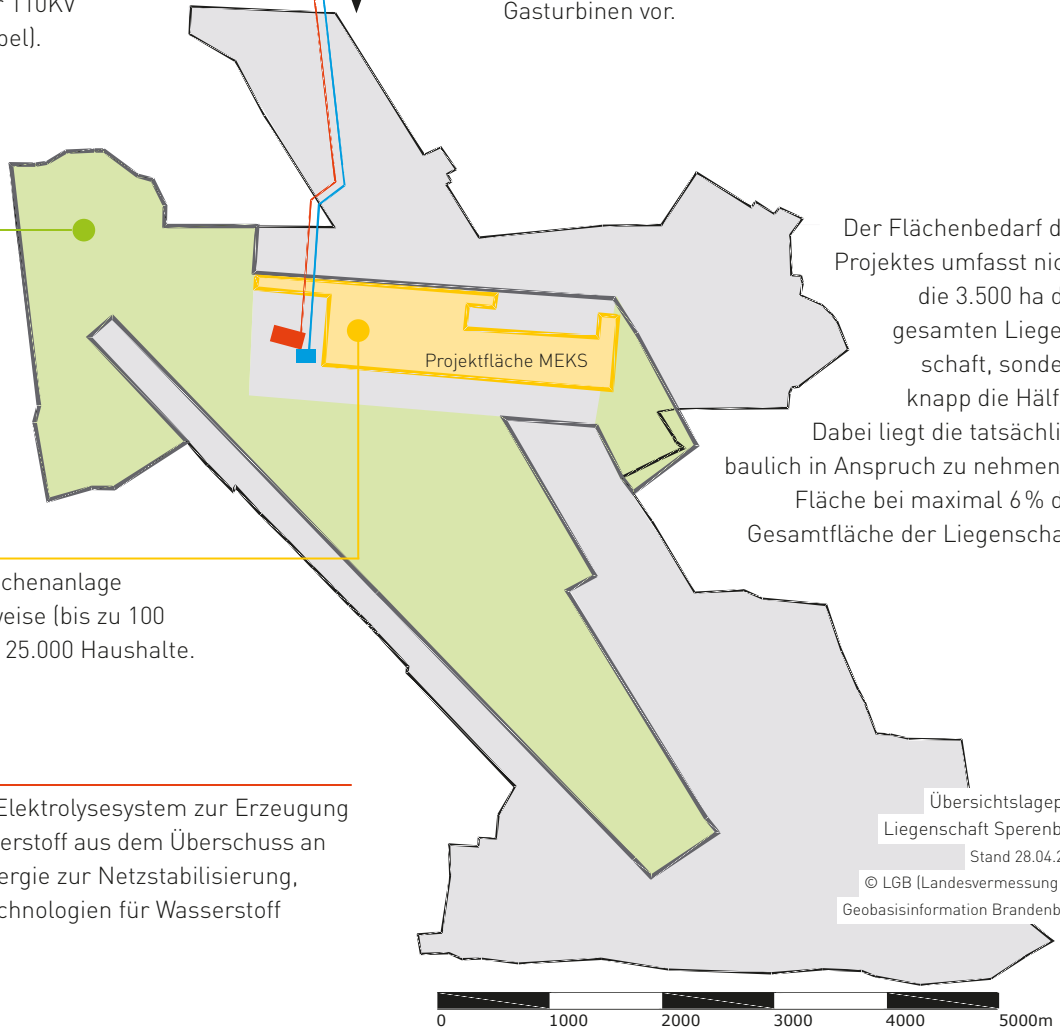 110KV
Gasturbinen vor.
Der Flächenbedarf d
Projektes umfasst nic
die 3.500 ha d
gesamten Liege
schaft, sonde
knapp die Hälf
Dabei liegt die tatsächli
baulich in Anspruch zu nehmen
Fläche bei maximal 6% d
Gesamtfläche der Liegenscha
Projektfläche MEKS
chenanlage
weise (bis zu 100
25.000 Haushalte.
Elektrolysesystem zur Erzeugung
erstoff aus dem Überschuss an
ergie zur Netzstabilisierung,
chnologien für Wasserstoff
Übersichtslagep
Liegenschaft Sperenb
Stand 28.04.2
© LGB (Landesvermessung
Geobasisinformation Brandenb
0 1000 2000 3000 4000 5000m